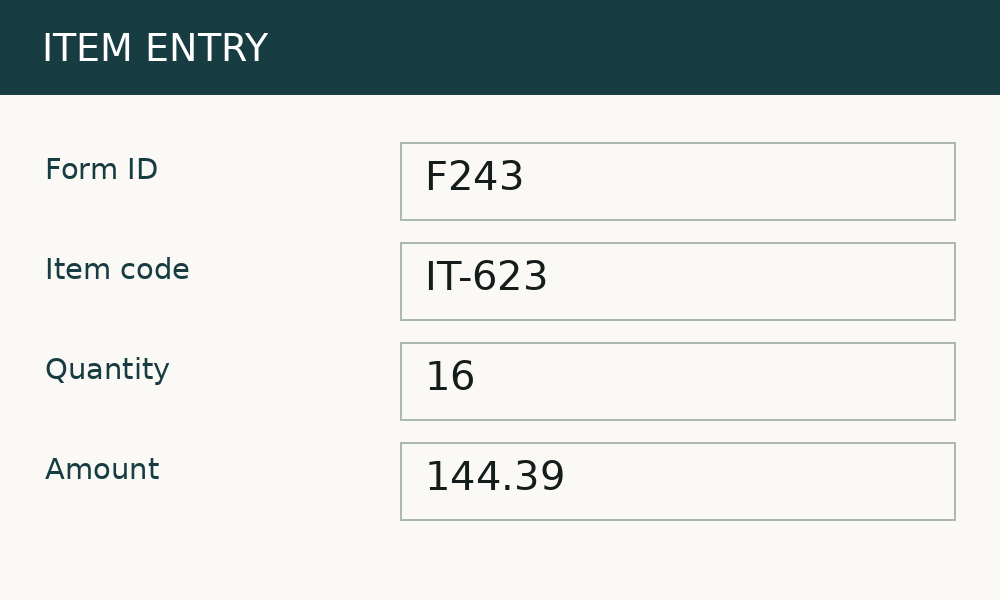 ITEM ENTRY
Form ID F243
Item code IT-623
Quantity 16
Amount 144.39